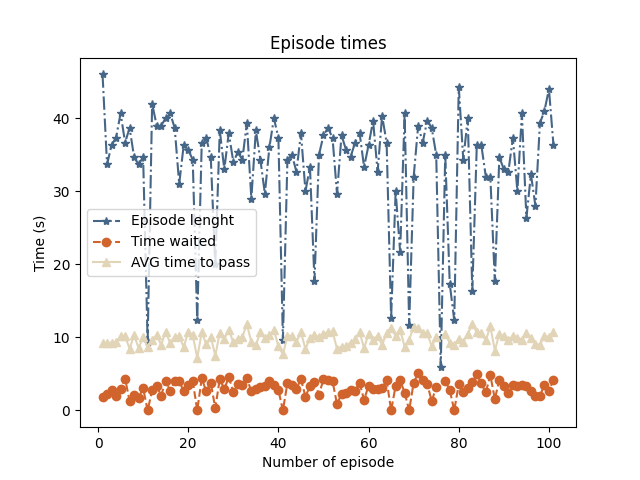 Episode times
Time (s)
40
30
20
10
0
Episode lenght
Time waited
AVG time to pass
0
20
40
60
80
100
Number of episode